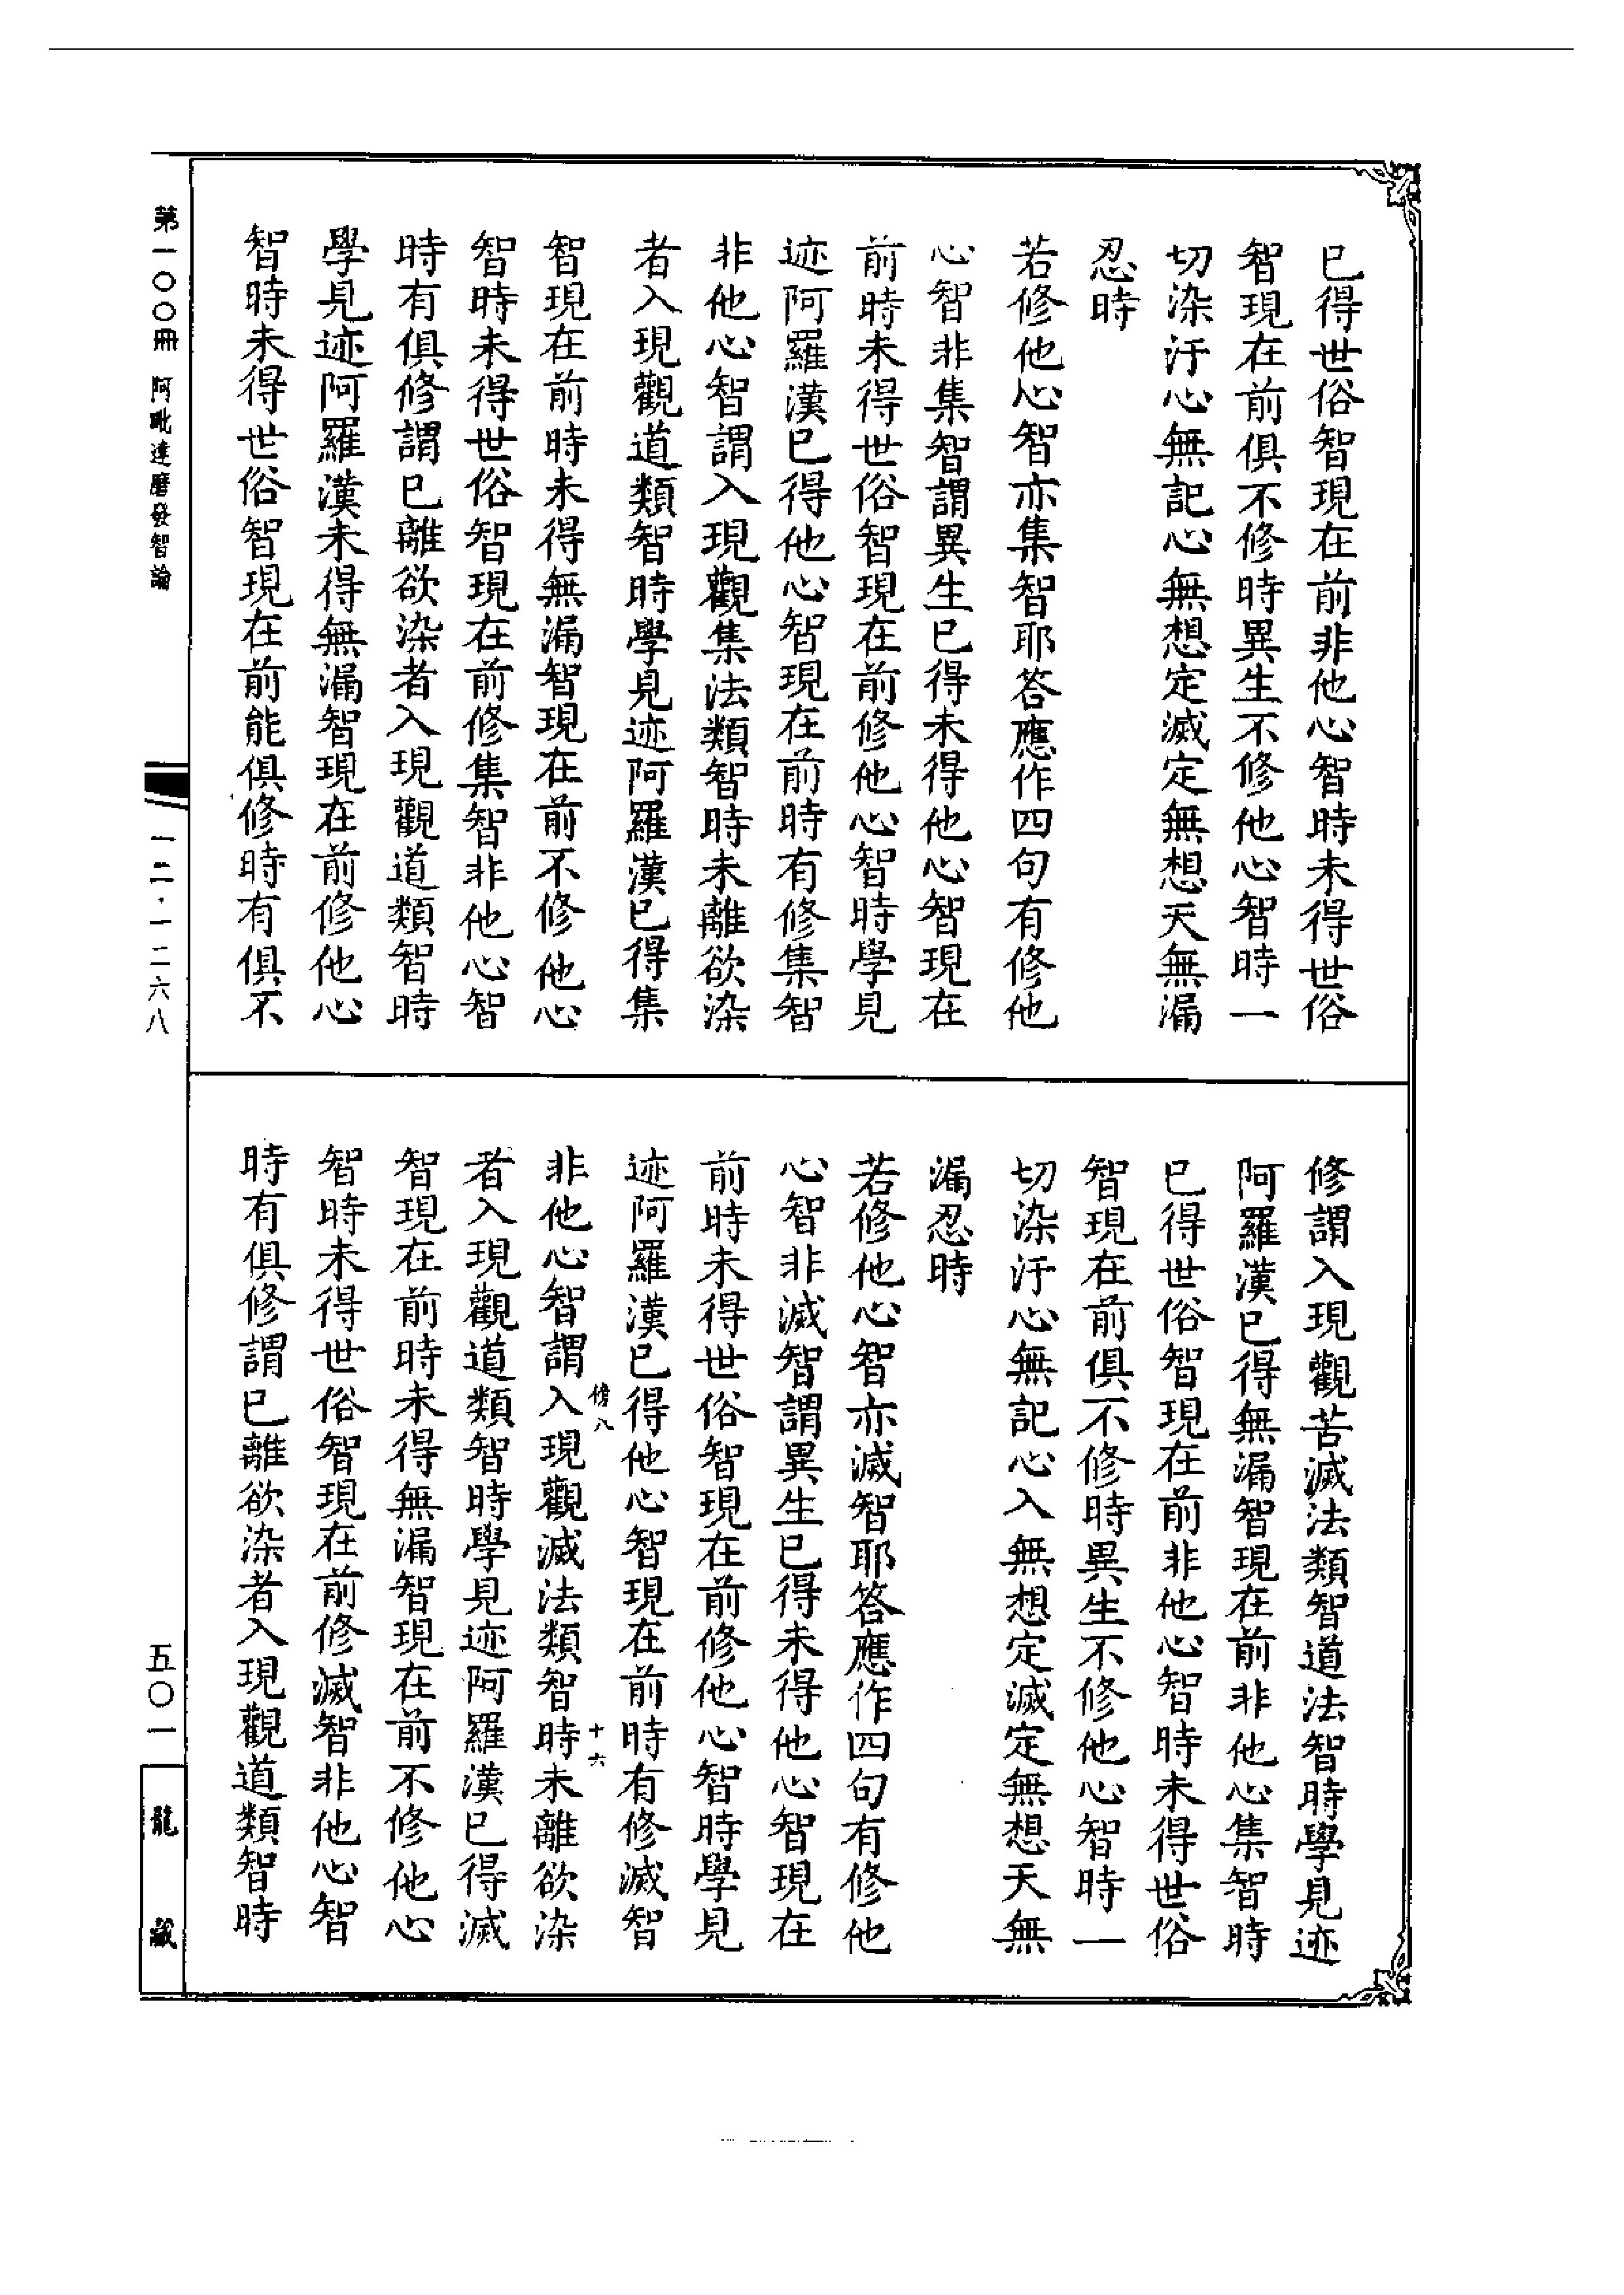 已得世俗智現在前非他心智時未得世俗
智現在前俱不修時異生不修他心智時一
切染汙心無記心無想定滅定無想天無漏
忍時
若修他心智亦集智耶答應作四句有修他
心智非集智謂異生已得未得他心智現在
前時未得世俗智現在前修他心智時學見
迹阿羅漢已得他心智現在前時有修集智
非他心智謂入現觀集法類智時未離欲染
者入現觀道類智時學見迹阿羅漢已得集
智現在前時未得無漏智現在前不修他心
智時未得世俗智現在前修集智非他心智
時有俱修謂已離欲染者入現觀道類智時
學見迹阿羅漢未得無漏智現在前修他心
智時未得世俗智現在前能俱修時有俱不
修謂入現觀苦滅法類智道法智時學見迹
阿羅漢已得無漏智現在前非他心集智時
已得世俗智現在前非他心智時未得世俗
智現在前俱不修時異生不修他心智時一
切染汙心無記心入無想定滅定無想天無
漏忍時
若修他心智亦滅智耶答應作四句有修他
心智非滅智謂異生已得未得他心智現在
前時未得世俗智現在前修他心智時學見
迹阿羅漢已得他心智現在前時有修滅智
十六
非他心智謂入現觀滅法類智時未離欲染
者入現觀道類智時學見迹阿羅漢已得滅
智現在前時未得無漏智現在前不修他心
智時未得世俗智現在前修滅智非他心智
時有俱修謂已離欲染者入現觀道類智時
第一〇〇冊 阿毗達磨發智論
一二·一二六八
五〇一
龍藏